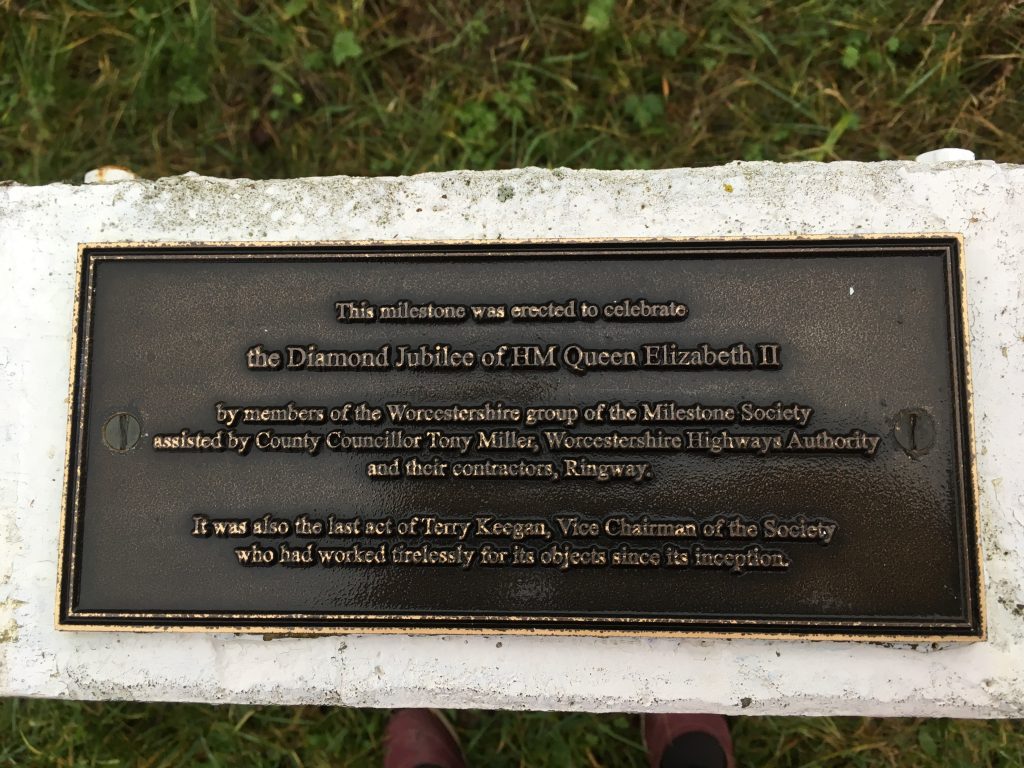 This milestone was erected to celebrate
the Diamond Jubilee of HM Queen Elizabeth II
by members of the Worcestershire group of the Milestone Society
assisted by County Councillor Tony Miller, Worcestershire Highways Authority
and their contractors, Ringway.
It was also the last act of Terry Keegan, Vice Chairman of the Society
who had worked tirelessly for its objects since its inception.